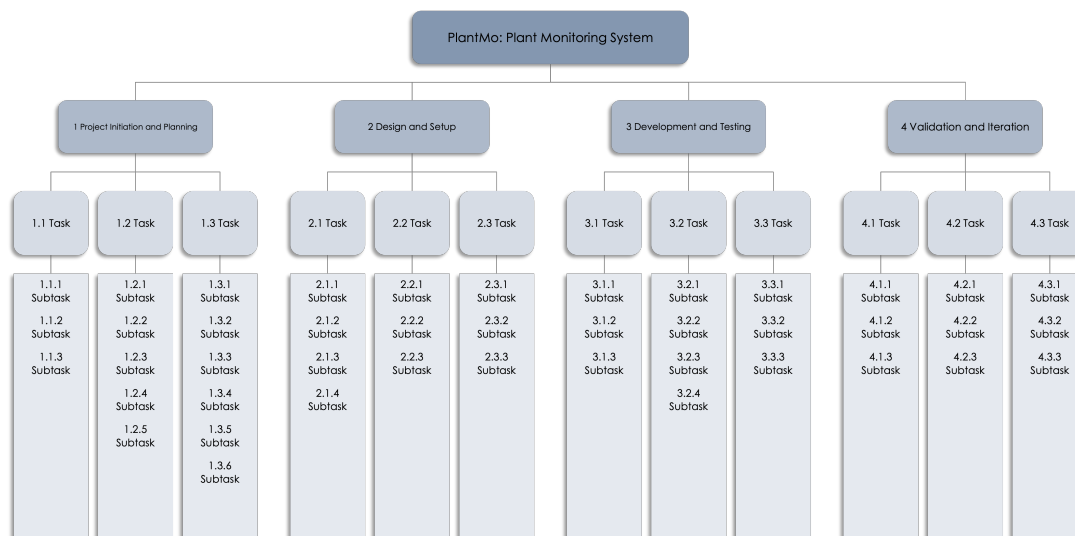 PlantMo: Plant Monitoring System
1 Project Initiation and Planning
2 Design and Setup
3 Development and Testing
4 Validation and Iteration
1.1 Task
1.2 Task
1.3 Task
2.1 Task
2.2 Task
2.3 Task
3.1 Task
3.2 Task
3.3 Task
4.1 Task
4.2 Task
4.3 Task
1.1.1
Subtask
1.1.2
Subtask
1.1.3
Subtask
1.2.1
Subtask
1.2.2
Subtask
1.2.3
Subtask
1.2.4
Subtask
1.2.5
Subtask
1.3.1
Subtask
1.3.2
Subtask
1.3.3
Subtask
1.3.4
Subtask
1.3.5
Subtask
1.3.6
Subtask
2.1.1
Subtask
2.1.2
Subtask
2.1.3
Subtask
2.1.4
Subtask
2.2.1
Subtask
2.2.2
Subtask
2.2.3
Subtask
2.3.1
Subtask
2.3.2
Subtask
2.3.3
Subtask
3.1.1
Subtask
3.1.2
Subtask
3.1.3
Subtask
3.2.1
Subtask
3.2.2
Subtask
3.2.3
Subtask
3.2.4
Subtask
3.3.1
Subtask
3.3.2
Subtask
3.3.3
Subtask
4.1.1
Subtask
4.1.2
Subtask
4.1.3
Subtask
4.2.1
Subtask
4.2.2
Subtask
4.2.3
Subtask
4.3.1
Subtask
4.3.2
Subtask
4.3.3
Subtask